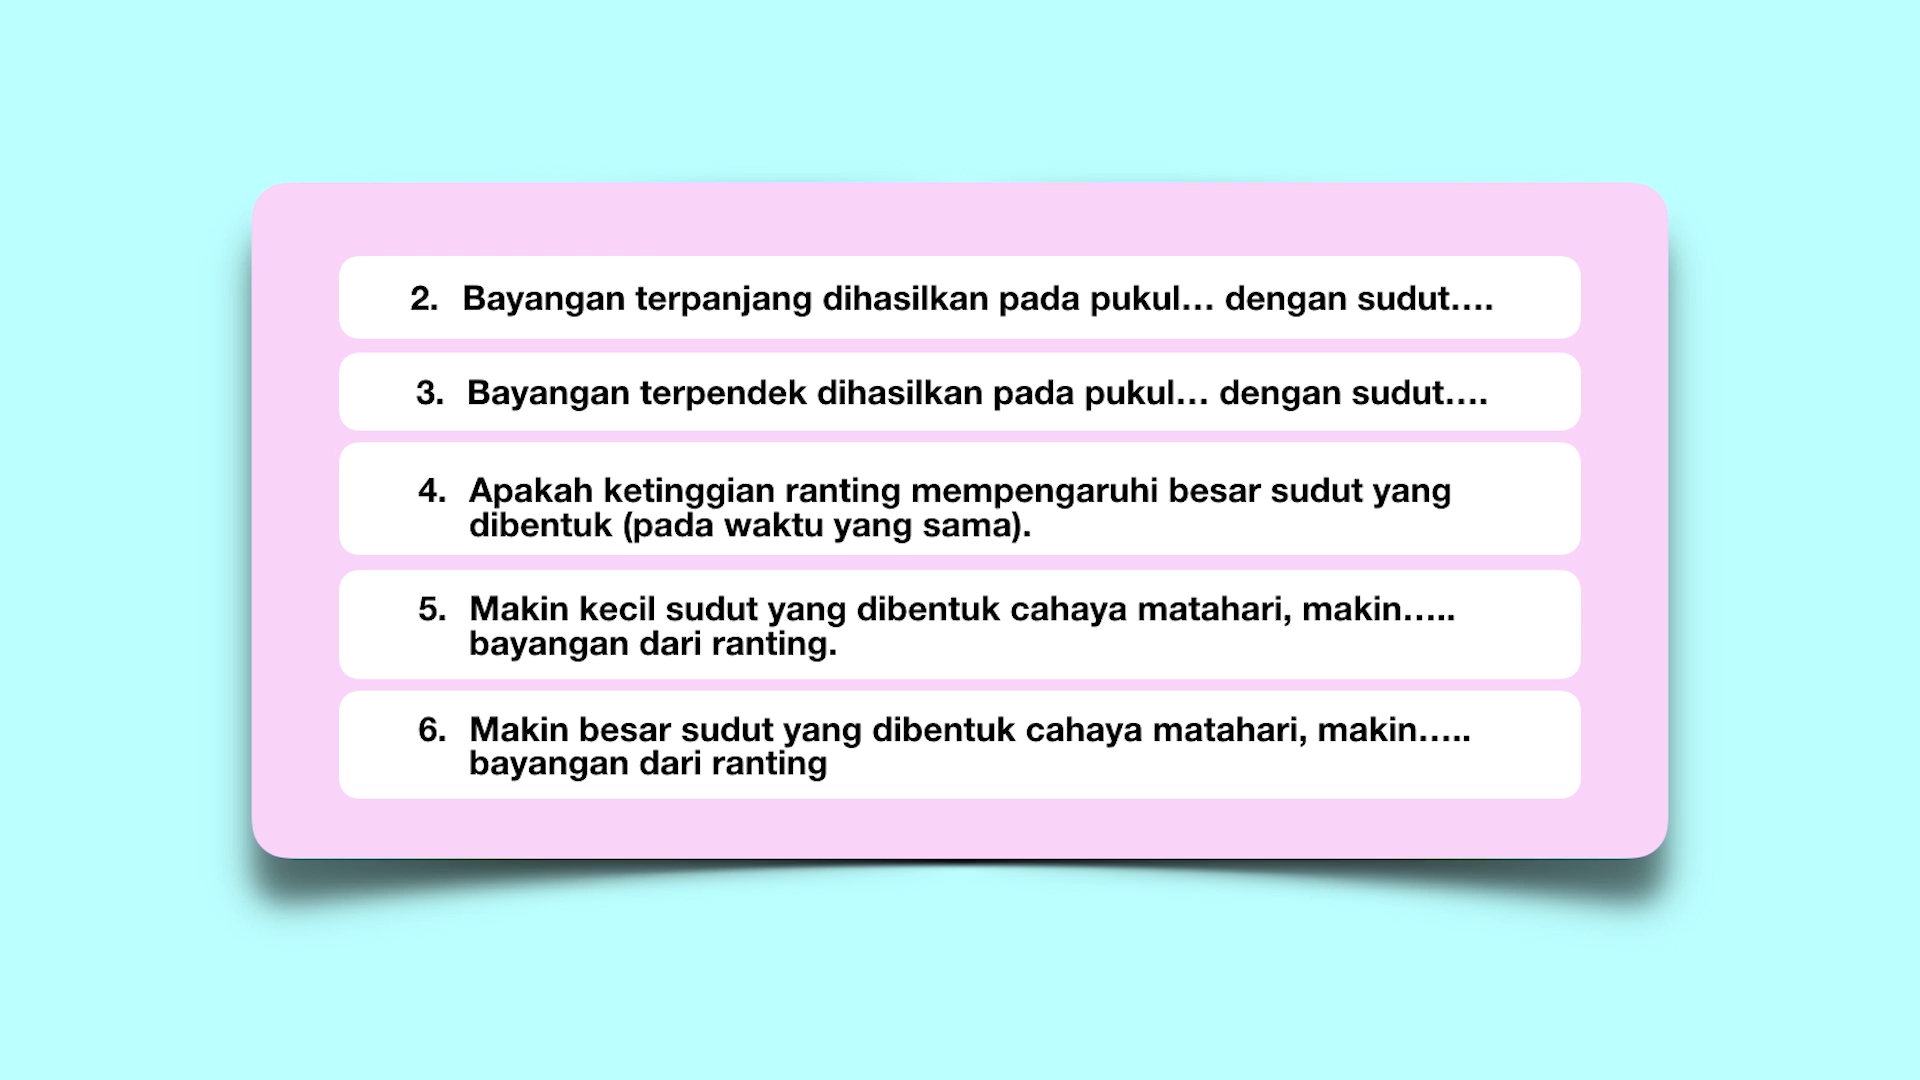 2. Bayangan terpanjang dihasilkan pada pukul... dengan sudut....
3. Bayangan terpendek dihasilkan pada pukul... dengan sudut....
4. Apakah ketinggian ranting mempengaruhi besar sudut yang
dibentuk (pada waktu yang sama).
5. Makin kecil sudut yang dibentuk cahaya matahari, makin.....
bayangan dari ranting.
6. Makin besar sudut yang dibentuk cahaya matahari, makin.....
bayangan dari ranting